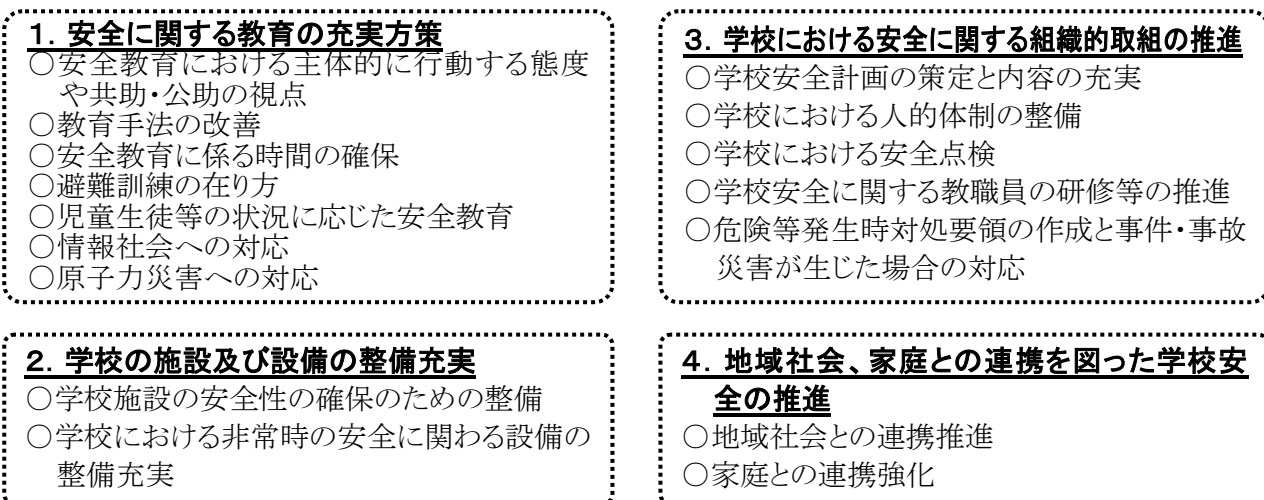 １．安全に関する教育の充実方策
○安全教育における主体的に行動する態度
や共助・公助の視点
○教育手法の改善
○安全教育に係る時間の確保
○避難訓練の在り方
○児童生徒等の状況に応じた安全教育
○情報社会への対応
○原子力災害への対応
２．学校の施設及び設備の整備充実
○学校施設の安全性の確保のための整備
○学校における非常時の安全に関わる設備の
整備充実
３．学校における安全に関する組織的取組の推進
○学校安全計画の策定と内容の充実
○学校における人的体制の整備
○学校における安全点検
○学校安全に関する教職員の研修等の推進
○危険等発生時対処要領の作成と事件・事故
災害が生じた場合の対応
４．地域社会、家庭との連携を図った学校安
全の推進
○地域社会との連携推進
○家庭との連携強化